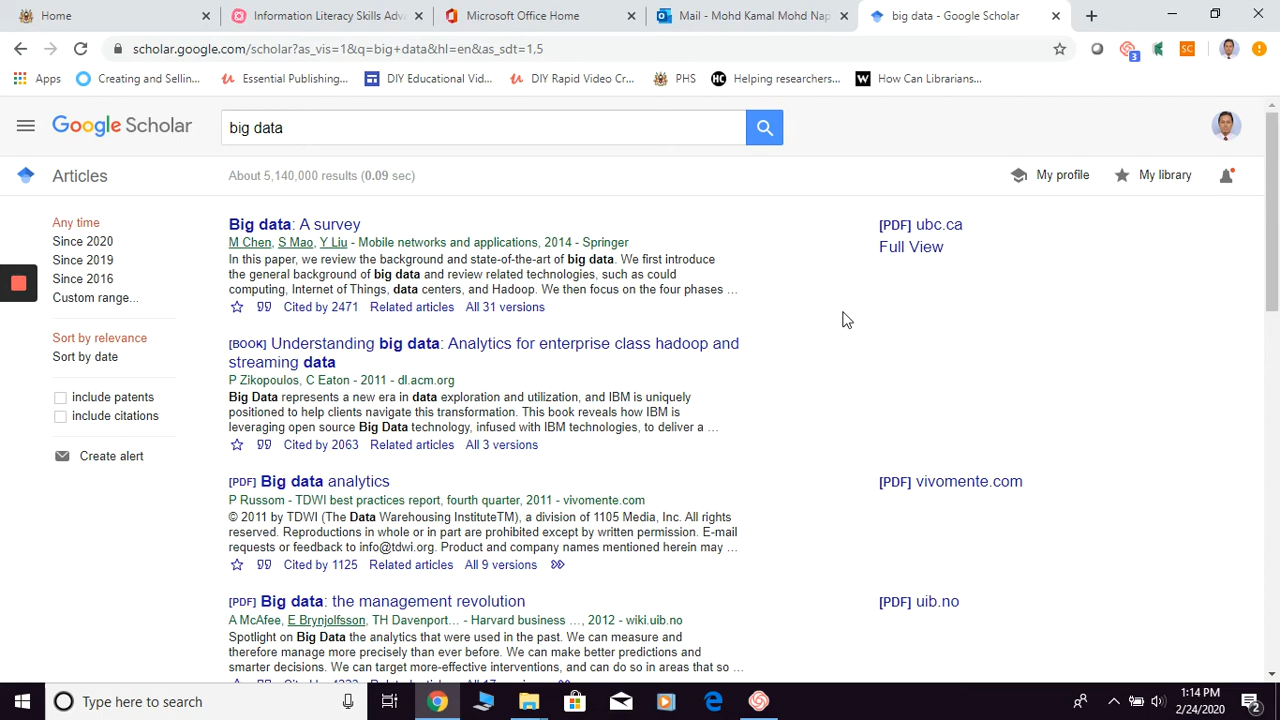 Home
Information Literacy Skills Adv
Microsoft Office Home
Mail - Mohd Kamal Mohd Nap
big data - Google Scholar
scholar.google.com/scholar?as_vis=1&q=big+data&hl=en&as_sdt=1,5
SC
3
Apps
Creating and Sellin...
Essential Publishing...
DIY Educational Vid...
DIY Rapid Video Cr...
PHS
HC Helping researchers...
W How Can Librarians...
Google Scholar
big data
Articles
About 5,140,000 results (0.09 sec)
My profile
My library
Any time
Since 2020
Since 2019
Since 2016
Custom range...
Sort by relevance
Sort by date
include patents
include citations
Create alert
Big data: A survey
M Chen, S Mao, Y Liu - Mobile networks and applications, 2014 - Springer
In this paper, we review the background and state-of-the-art of big data. We first introduce
the general background of big data and review related technologies, such as could
computing, Internet of Things, data centers, and Hadoop. We then focus on the four phases ...
Cited by 2471 Related articles All 31 versions
[PDF] ubc.ca
Full View
[BOOK] Understanding big data: Analytics for enterprise class hadoop and
streaming data
P Zikopoulos, C Eaton - 2011 - dl.acm.org
Big Data represents a new era in data exploration and utilization, and IBM is uniquely
positioned to help clients navigate this transformation. This book reveals how IBM is
leveraging open source Big Data technology, infused with IBM technologies, to deliver a ...
Cited by 2063 Related articles All 3 versions
[PDF] Big data analytics
P Russom - TDWI best practices report, fourth quarter, 2011 - vivomente.com
© 2011 by TDWI (The Data Warehousing InstituteTM), a division of 1105 Media, Inc. All rights
reserved. Reproductions in whole or in part are prohibited except by written permission. E-mail
requests or feedback to info@tdwi.org. Product and company names mentioned herein may ...
Cited by 1125 Related articles All 9 versions
[PDF] vivomente.com
[PDF] Big data: the management revolution
A McAfee, E Brynjolfsson, TH Davenport... - Harvard business ..., 2012 - wiki.uib.no
Spotlight on Big Data the analytics that were used in the past. We can measure and
therefore manage more precisely than ever before. We can make better predictions and
smarter decisions. We can target more-effective interventions, and can do so in areas that so ...
[PDF] uib.no
Type here to search
1:14 PM
2/24/2020
2